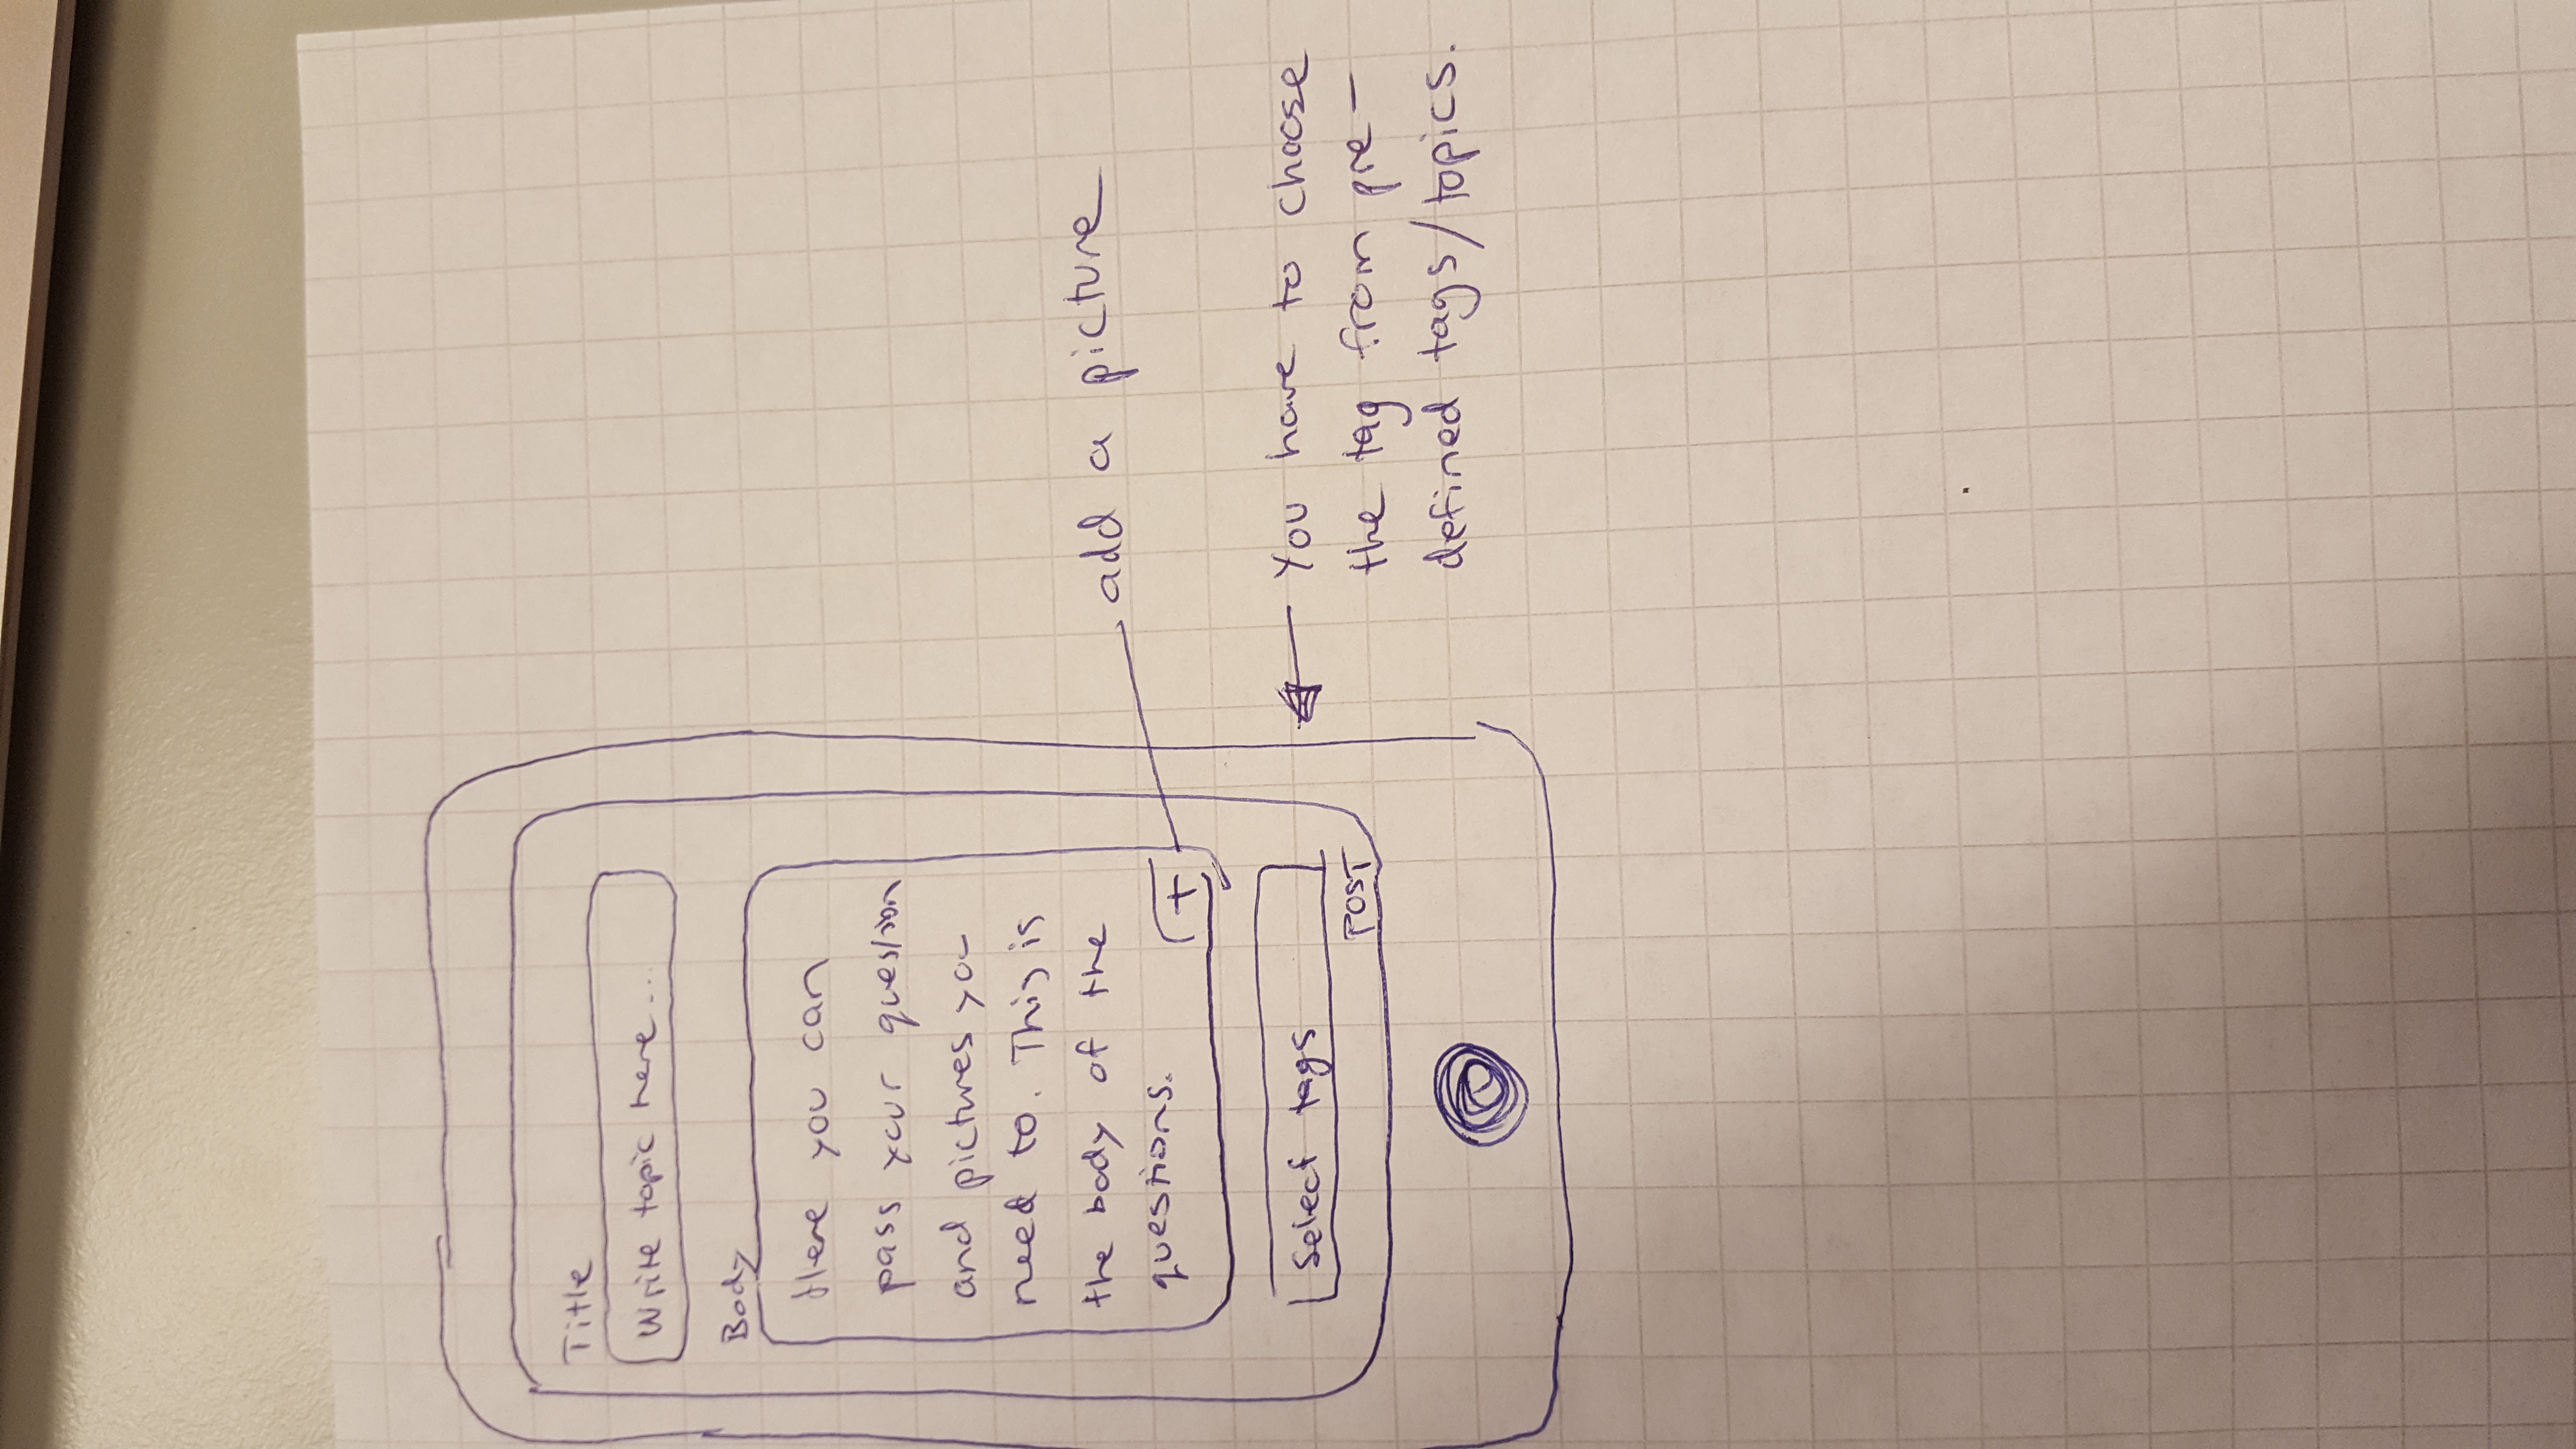 Title
Write topic here...
Body
Here you can
pass your question
and pictures you
need to. This is
the body of the
questions.
+
add a picture
Select tags
POST
You have to choose
the tag from pre-
defined tags/topics.